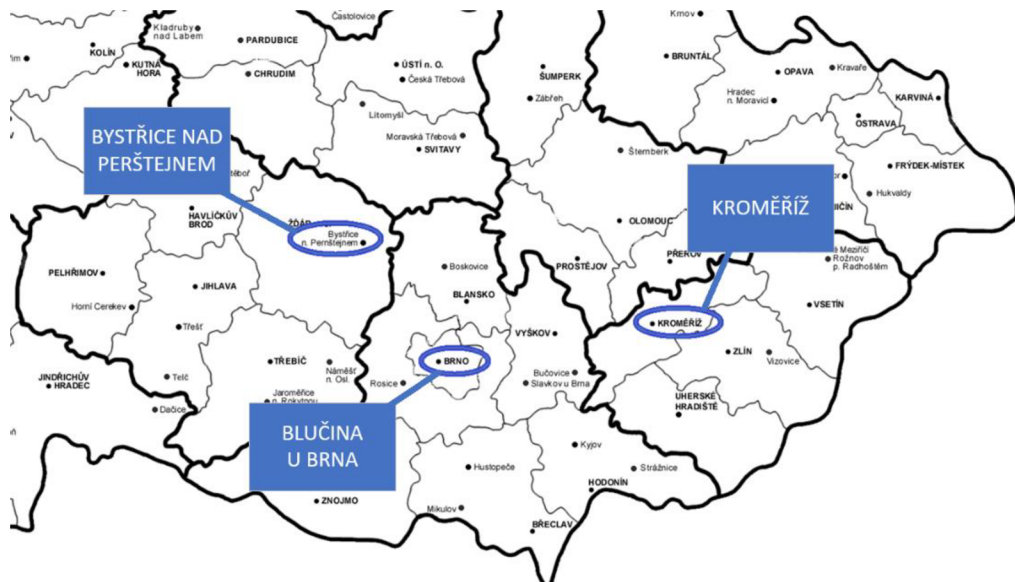 Kladruby
nad Labem
Častolovice
Krnov
KOLÍN
PARDUBICE
KUTNÁ
HORA
CHRUDIM
ÚSTÍ n. O.
Česká Třebová
ŠUMPERK
Zábřeh
BRUNTÁL
OPAVA
Kravaře
Hradec
n. Moravicí
KARVINÁ
OSTRAVA
Litomyšl
Moravská Třebová
SVITAVY
BYSTŘICE NAD
PERŠTEJNEM
Šternberk
FRÝDEK-MÍSTEK
Hukvaldy
KROMĚŘÍŽ
HAVLÍČKŮV
BROD
Bystřice
n. Pernštejnem
OLOMOUC
PŘEROV
PROSTĚJOV
Rožnov
p. Radhoštěm
PELHŘIMOV
Boskovice
JIHLAVA
BLANSKO
Horní Cerekev
VSETÍN
Třešť
VYŠKOV
KROMĚŘÍŽ
ZLÍN
Vizovice
TŘEBÍČ
Náměšť
n. Osl.
BRNO
Rosice
Bučovice
Slavkov u Brna
JINDŘICHŮV
HRADEC
Telč
Dačice
Jaroměřice
n. Rokytnou
UHERSKÉ
HRADIŠTĚ
BLUČINA
U BRNA
Kyjov
Hustopeče
Strážnice
HODONÍN
ZNOJMO
Mikulov
BŘECLAV